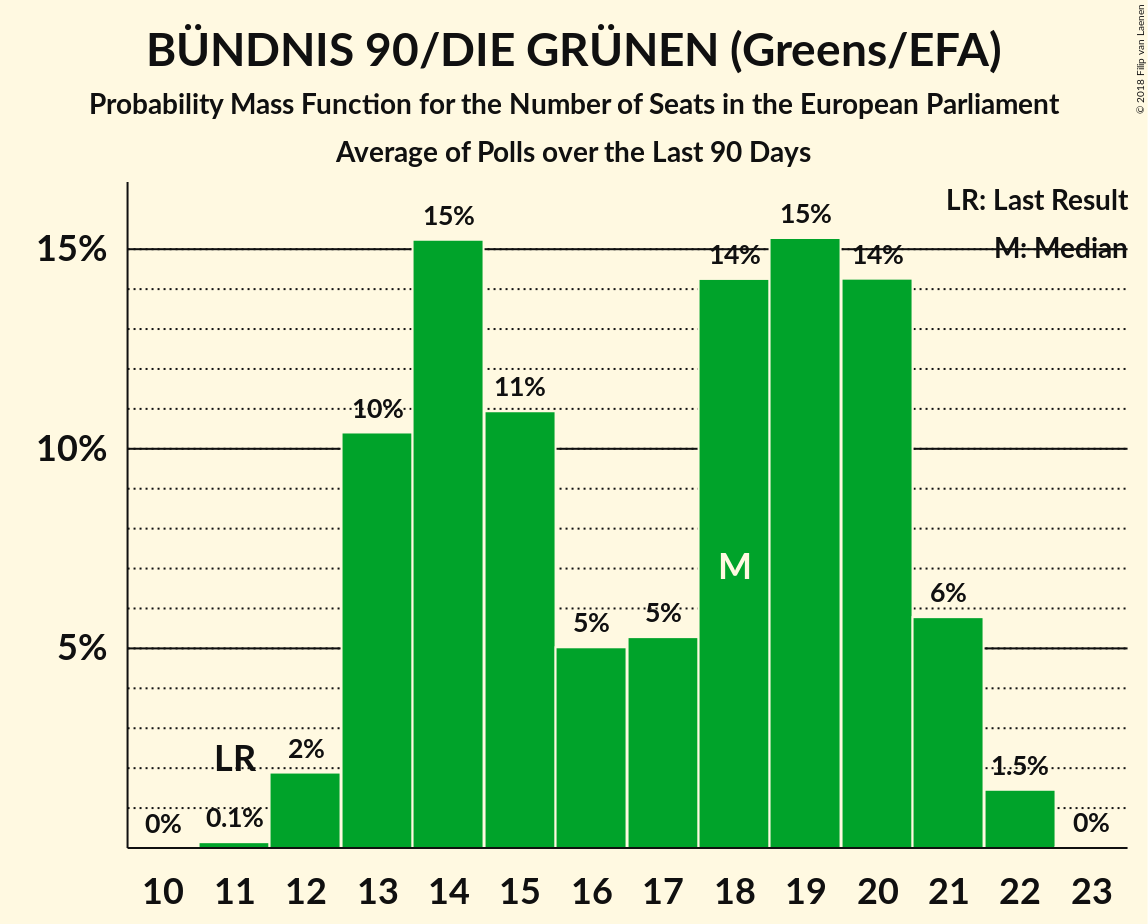 BÜNDNIS 90/DIE GRÜNEN (Greens/EFA)
Probability Mass Function for the Number of Seats in the European Parliament
Average of Polls over the Last 90 Days
© 2018 Filip van Laenen
LR: Last Result
M: Median
15%
10%
5%
0%
0.1%
LR
2%
10%
15%
11%
5%
5%
14%
M
15%
14%
6%
1.5%
0%
10 11 12 13 14 15 16 17 18 19 20 21 22 23